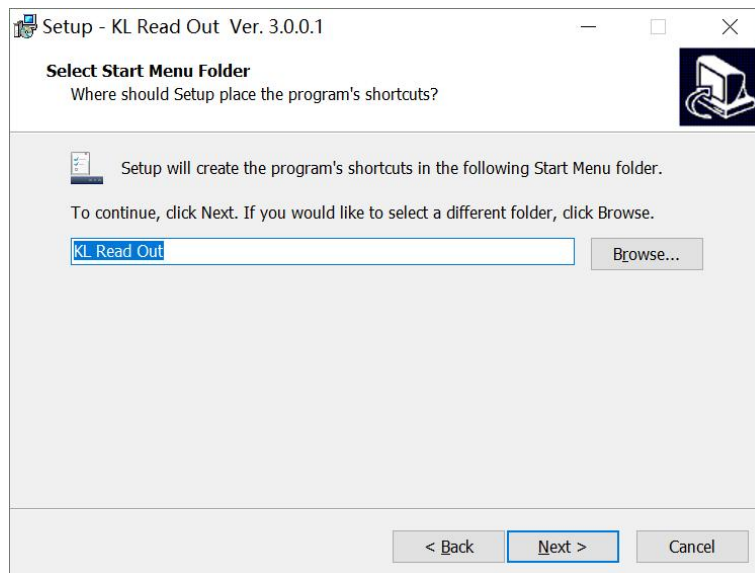 Setup - KL Read Out  Ver. 3.0.0.1
Select Start Menu Folder
Where should Setup place the program's shortcuts?
Setup will create the program's shortcuts in the following Start Menu folder.
To continue, click Next. If you would like to select a different folder, click Browse.
KL Read Out
Browse...
< Back
Next >
Cancel